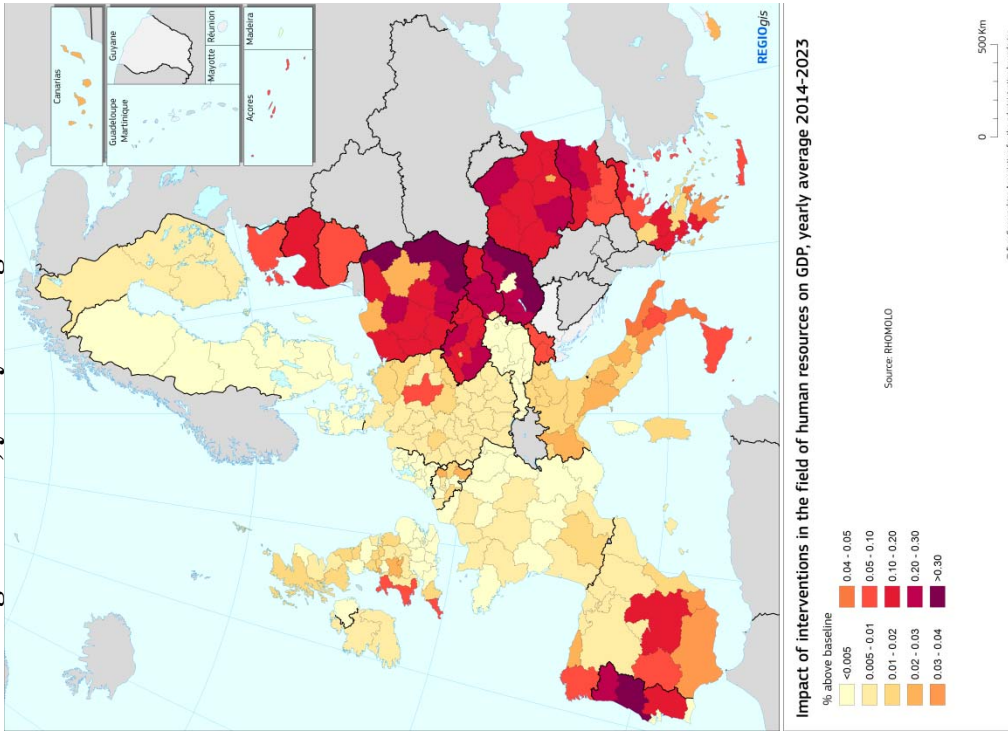 Canarias
Guyane
Guadeloupe
Martinique
Mayotte
Réunion
Açores
Madeira
REGIOgis
Impact of interventions in the field of human resources on GDP, yearly average 2014-2023
% above baseline
<0.005
0.005 - 0.01
0.01 - 0.02
0.02 - 0.03
0.03 - 0.04
0.04 - 0.05
0.05 - 0.10
0.10 - 0.20
0.20 - 0.30
>0.30
Source: RHOMOLO
0
500 Km